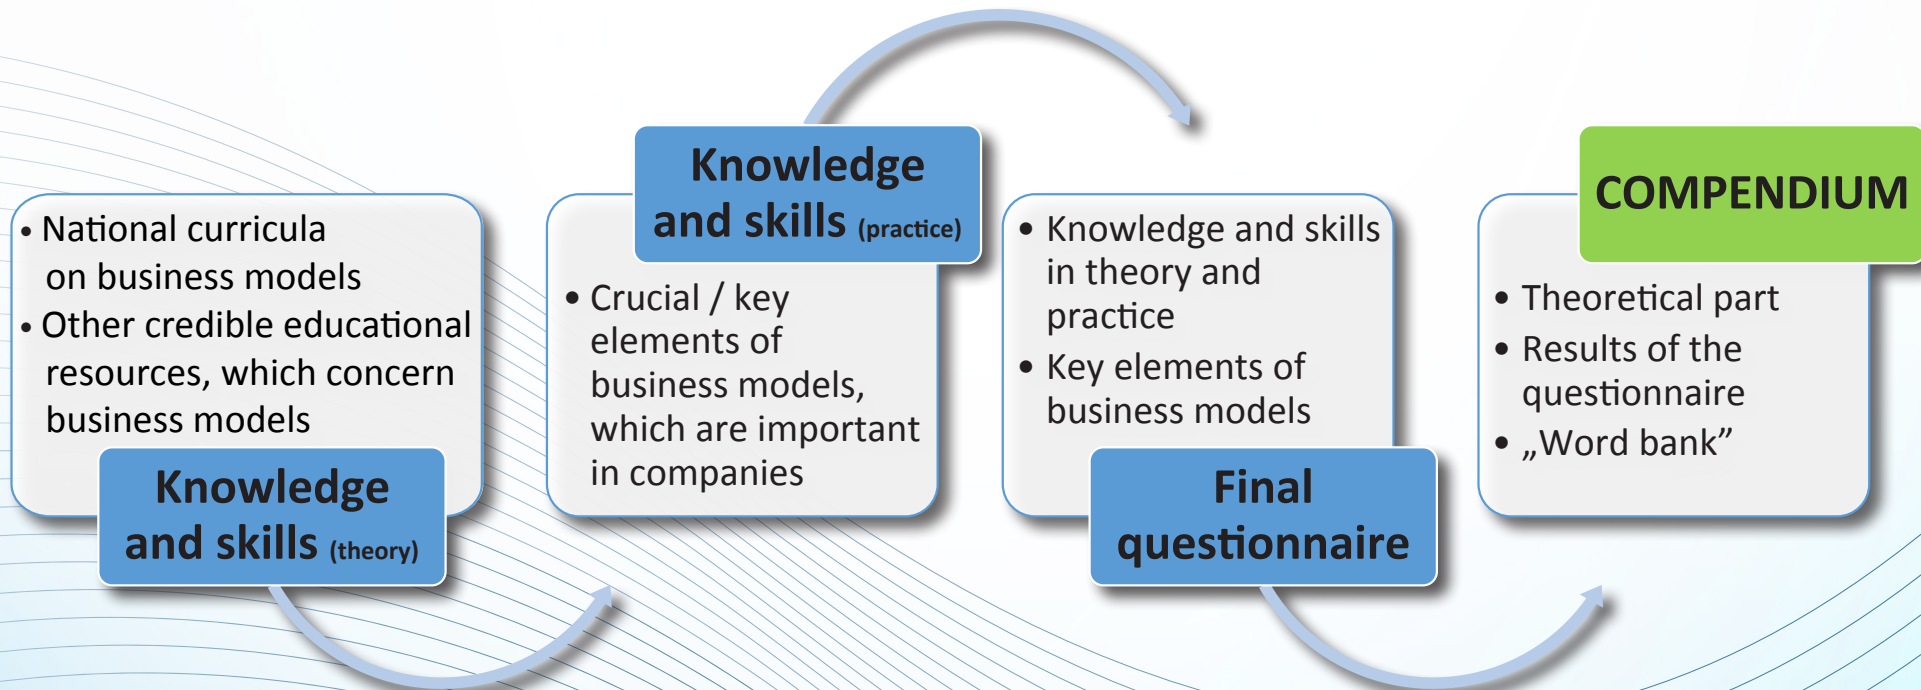 • National curricula
on business models
• Other credible educational
resources, which concern
business models
Knowledge
and skills (theory)
Knowledge
and skills (practice)
• Crucial / key
elements of
business models,
which are important
in companies
• Knowledge and skills
in theory and
practice
• Key elements of
business models
Final
questionnaire
COMPENDIUM
• Theoretical part
• Results of the
questionnaire
• „Word bank”